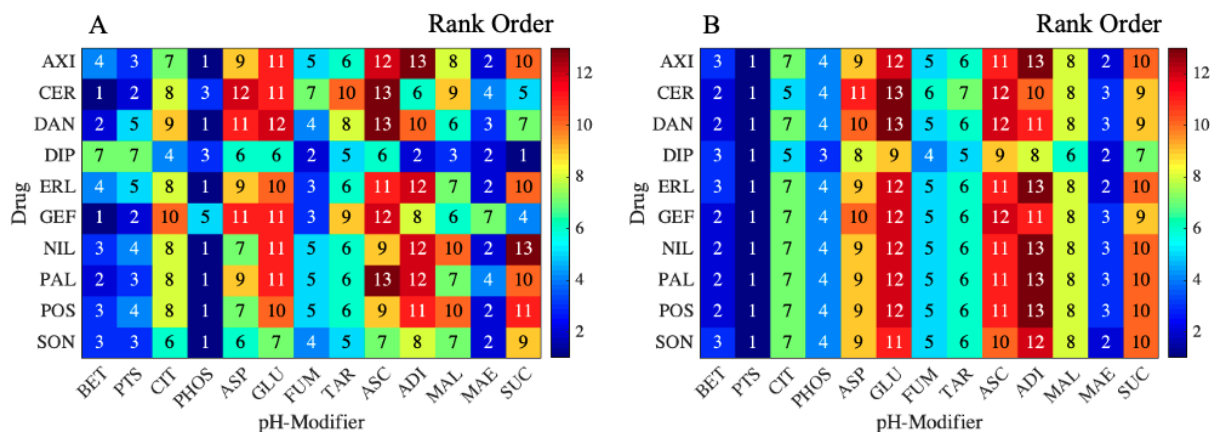 A Rank Order
AXI 4 3 7 1 9 11 5 6 12 13 8 2 10
CER 1 2 8 3 12 11 7 10 13 6 9 4 5
DAN 2 5 9 1 11 12 4 8 13 10 6 3 7
DIP 7 7 4 3 6 6 2 5 6 2 3 2 1
ERL 4 5 8 1 9 10 3 6 11 12 7 2 10
GEF 1 2 10 5 11 11 3 9 12 8 6 7 4
NIL 3 4 8 1 7 11 5 6 9 12 10 2 13
PAL 2 3 8 1 9 11 5 6 13 12 7 4 10
POS 3 4 8 1 7 10 5 6 9 11 10 2 11
SON 3 3 6 1 6 7 4 5 7 8 7 2 9
BET PTS CIT PHOS ASP GLU FUM TAR ASC ADI MAL MAE SUC
pH-Modifier
Drug
12
10
8
6
4
2
B Rank Order
AXI 3 1 7 4 9 12 5 6 11 13 8 2 10
CER 2 1 5 4 11 13 6 7 12 10 8 3 9
DAN 2 1 7 4 10 13 5 6 12 11 8 3 9
DIP 3 1 5 3 8 9 4 5 9 8 6 2 7
ERL 3 1 7 4 9 12 5 6 11 13 8 2 10
GEF 2 1 7 4 10 12 5 6 12 11 8 3 9
NIL 2 1 7 4 9 12 5 6 11 13 8 3 10
PAL 2 1 7 4 9 12 5 6 11 13 8 3 10
POS 2 1 7 4 9 12 5 6 11 13 8 3 10
SON 3 1 7 4 9 11 5 6 10 12 8 2 10
BET PTS CIT PHOS ASP GLU FUM TAR ASC ADI MAL MAE SUC
pH-Modifier
Drug
12
10
8
6
4
2